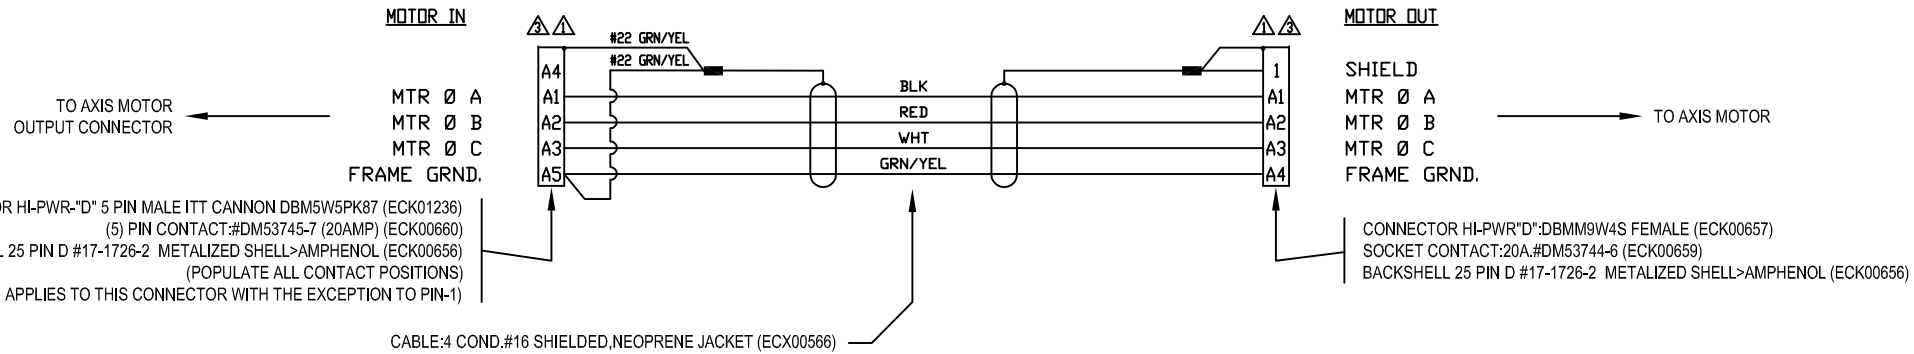 MOTOR IN
MOTOR OUT
3 1
1 3
#22 GRN/YEL
#22 GRN/YEL
A4
1 SHIELD
MTR Ø A A1 BLK A1 MTR Ø A
MTR Ø B A2 RED A2 MTR Ø B
MTR Ø C A3 WHT A3 MTR Ø C
FRAME GRND. A5 GRN/YEL A4 FRAME GRND.
TO AXIS MOTOR
OUTPUT CONNECTOR
TO AXIS MOTOR
HI-PWR-"D" 5 PIN MALE ITT CANNON DBM5W5PK87 (ECK01236)
(5) PIN CONTACT:#DM53745-7 (20AMP) (ECK00660)
25 PIN D #17-1726-2 METALIZED SHELL>AMPHENOL (ECK00656)
(POPULATE ALL CONTACT POSITIONS)
APPLIES TO THIS CONNECTOR WITH THE EXCEPTION TO PIN-1)
CONNECTOR HI-PWR"D":DBMM9W4S FEMALE (ECK00657)
SOCKET CONTACT:20A.#DM53744-6 (ECK00659)
BACKSHELL 25 PIN D #17-1726-2 METALIZED SHELL>AMPHENOL (ECK00656)
CABLE:4 COND.#16 SHIELDED,NEOPRENE JACKET (ECX00566)